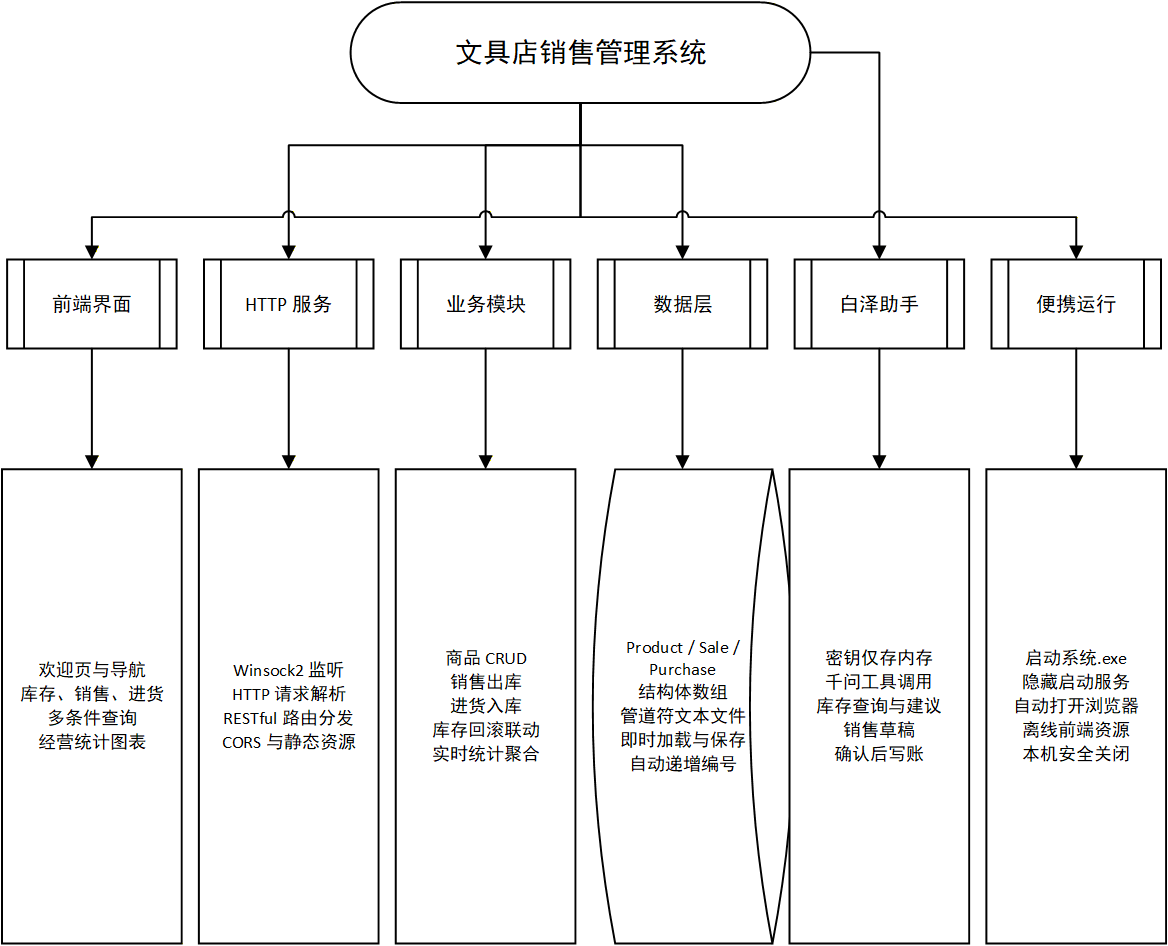 文具店销售管理系统
前端界面
HTTP 服务
业务模块
数据层
白泽助手
便携运行
欢迎页与导航
库存、销售、进货
多条件查询
经营统计图表
Winsock2 监听
HTTP 请求解析
RESTful 路由分发
CORS 与静态资源
商品 CRUD
销售出库
进货入库
库存回滚联动
实时统计聚合
Product / Sale /
Purchase
结构体数组
管道符文本文件
即时加载与保存
自动递增编号
密钥仅存内存
千问工具调用
库存查询与建议
销售草稿
确认后写账
启动系统.exe
隐藏启动服务
自动打开浏览器
离线前端资源
本机安全关闭